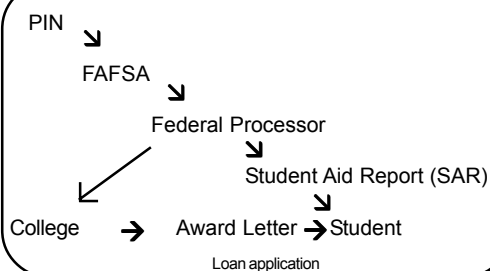 PIN
FAFSA
Federal Processor
Student Aid Report (SAR)
College Award Letter Student
Loan application